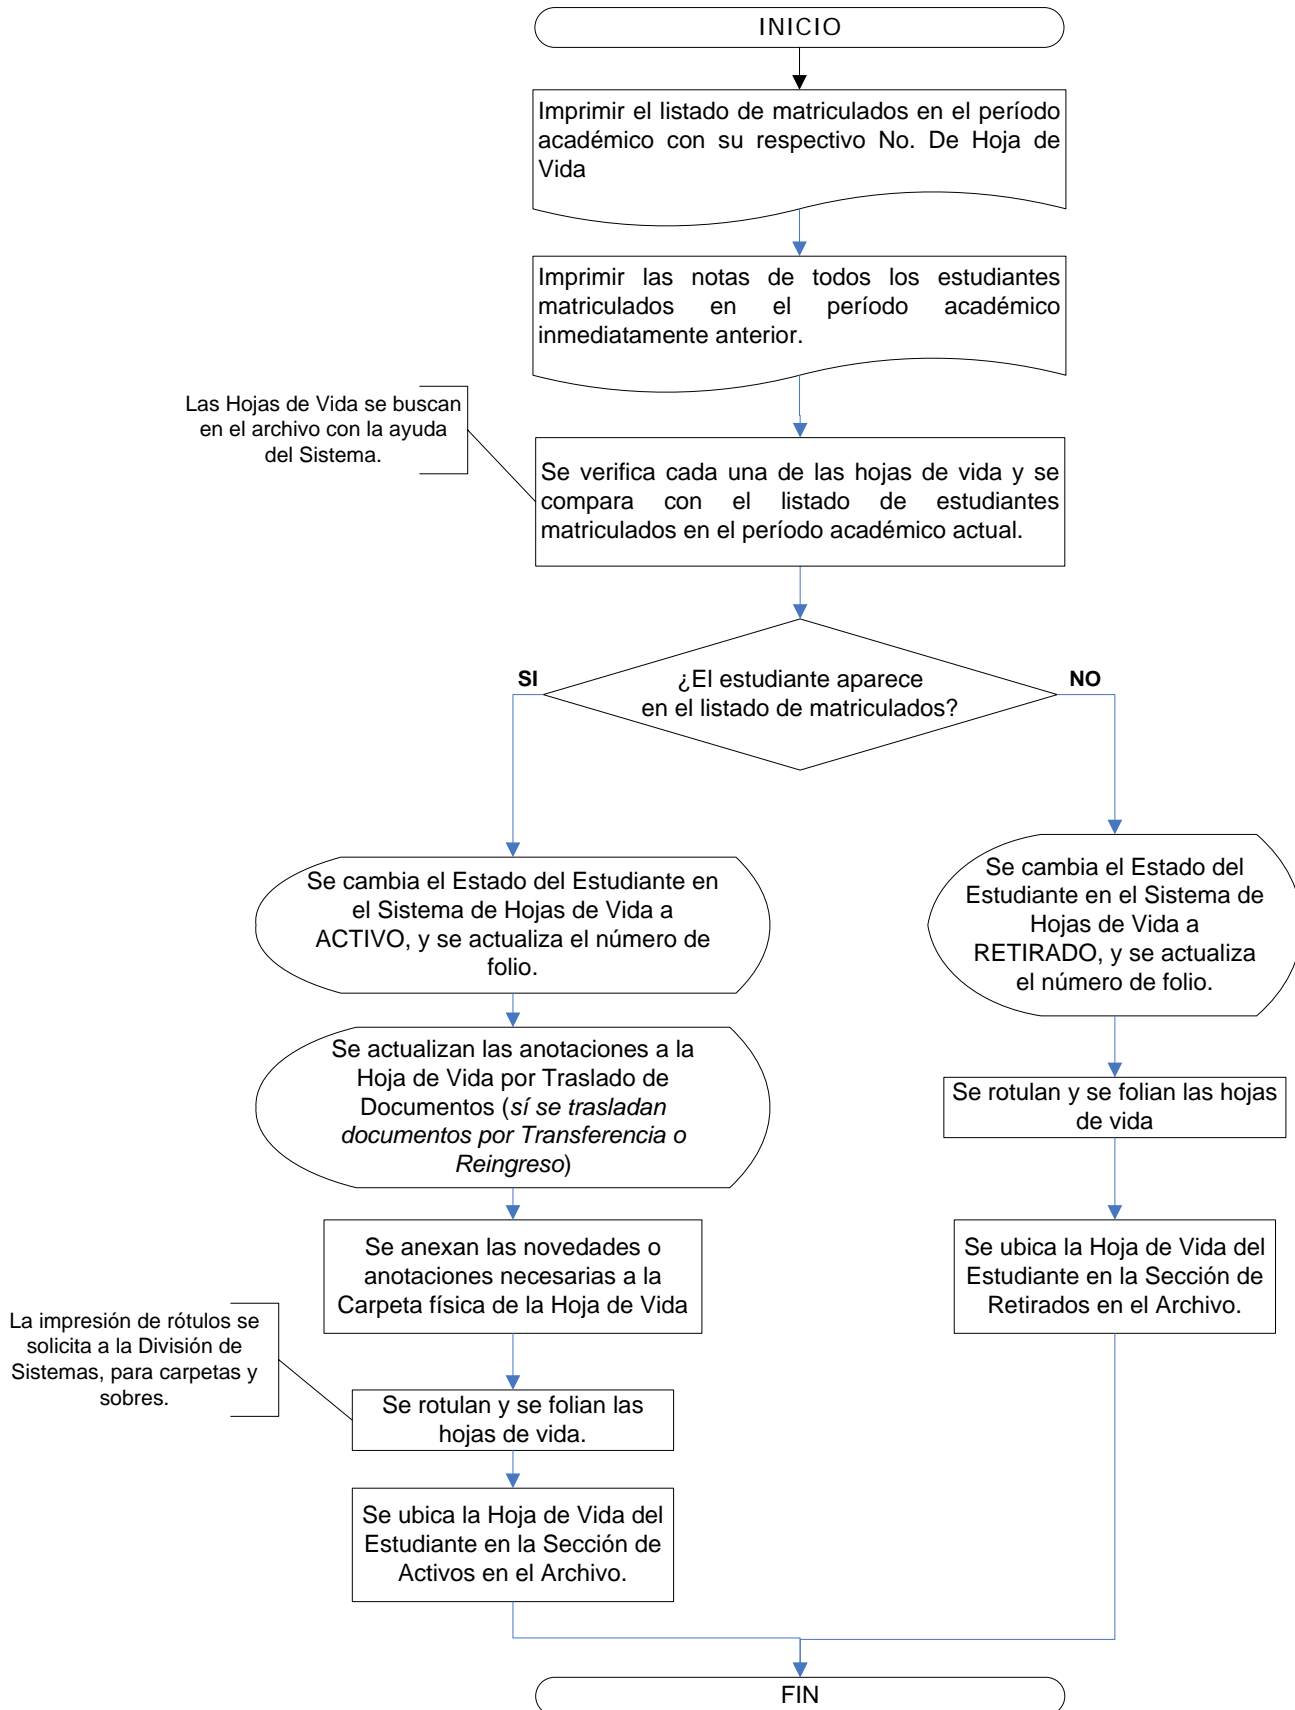 INICIO
Imprimir el listado de matriculados en el período
académico con su respectivo No. De Hoja de
Vida
Imprimir las notas de todos los estudiantes
matriculados en el período académico
inmediatamente anterior.
Las Hojas de Vida se buscan
en el archivo con la ayuda
del Sistema.
Se verifica cada una de las hojas de vida y se
compara con el listado de estudiantes
matriculados en el período académico actual.
¿El estudiante aparece
en el listado de matriculados?
SI
NO
Se cambia el Estado del Estudiante en
el Sistema de Hojas de Vida a
ACTIVO, y se actualiza el número de
folio.
Se cambia el Estado del
Estudiante en el Sistema de
Hojas de Vida a
RETIRADO, y se actualiza
el número de folio.
Se actualizan las anotaciones a la
Hoja de Vida por Traslado de
Documentos (sí se trasladan
documentos por Transferencia o
Reingreso)
Se rotulan y se folian las hojas
de vida
Se anexan las novedades o
anotaciones necesarias a la
Carpeta física de la Hoja de Vida
Se ubica la Hoja de Vida del
Estudiante en la Sección de
Retirados en el Archivo.
La impresión de rótulos se
solicita a la División de
Sistemas, para carpetas y
sobres.
Se rotulan y se folian las
hojas de vida.
Se ubica la Hoja de Vida del
Estudiante en la Sección de
Activos en el Archivo.
FIN